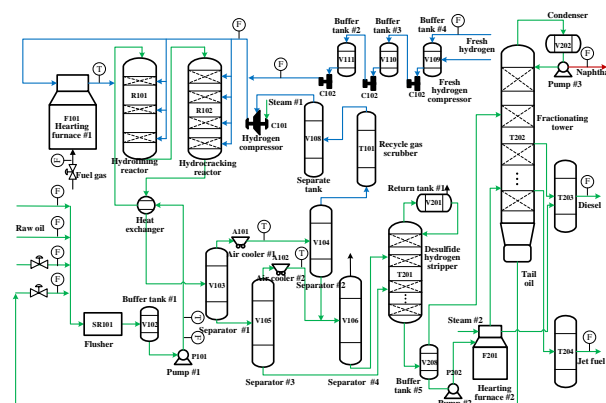 Buffer
tank #2
Buffer
tank #3
Buffer
tank #4
F
Condenser
V202
F
Naphtha
Pump #3
Fresh
hydrogen
V111
V110
V109
C102
C102
C102
Fresh hydrogen
compressor
F
T
F
R101
R102
F101
Hearting
furnace #1
Steam #1
C101
Hydrogen
compressor
V108
Separate
tank
T101
Recycle gas
scrubber
Fractionating
tower
T202
Hydrofining
reactor
Hydrocracking
reactor
F
Fuel gas
F
Raw oil
F
F
F
Heat
exchanger
A101
T
Air cooler #1
A102
T
Air cooler #2
V103
Separator #1
V104
Separator #2
V105
Separator #3
V106
Separator #4
Return tank #1
V201
Desulfide
hydrogen
stripper
T201
T203
F
Diesel
Tail
oil
Buffer tank #1
SR101
Flusher
V102
T
F
P101
Pump #1
V208
Buffer
tank #5
P202
Pump #2
Steam #2
F201
Hearting
furnace #2
T204
F
Jet fuel